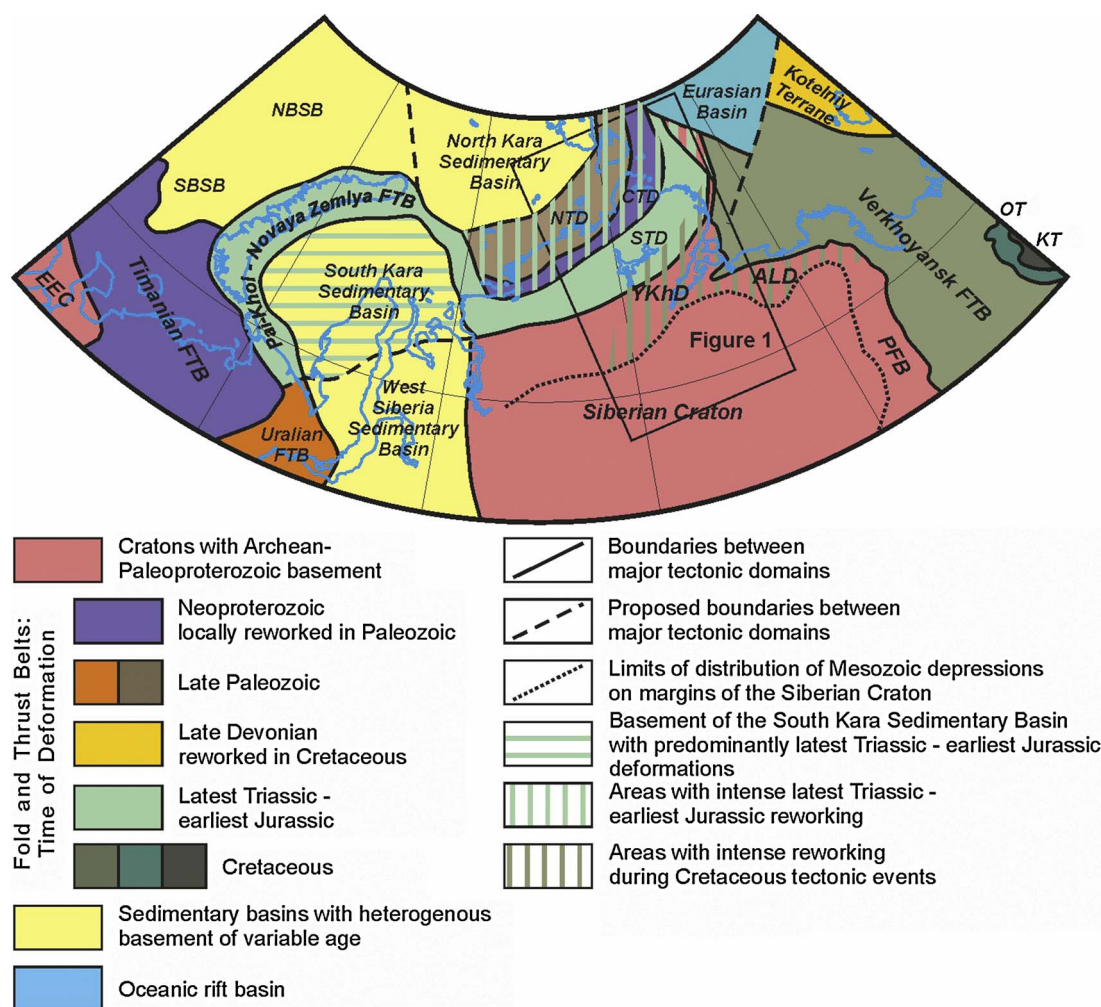 NBSB
SBSB
North Kara
Sedimentary
Basin
Eurasian
Basin
Kotelniy
Terrane
Pai-Khoi - Novaya Zemlya FTB
NTD
CTD
STD
Verkhoyansk FTB
OT
KT
EEC
Timanian FTB
South Kara
Sedimentary
Basin
YKhD
ALD
Figure 1
PFB
Siberian Craton
West
Siberia
Sedimentary
Basin
Uralian
FTB
Cratons with Archean-
Paleoproterozoic basement
Fold and Thrust Belts:
Time of Deformation
Neoproterozoic
locally reworked in Paleozoic
Late Paleozoic
Late Devonian
reworked in Cretaceous
Latest Triassic -
earliest Jurassic
Cretaceous
Sedimentary basins with heterogenous
basement of variable age
Oceanic rift basin
Boundaries between
major tectonic domains
Proposed boundaries between
major tectonic domains
Limits of distribution of Mesozoic depressions
on margins of the Siberian Craton
Basement of the South Kara Sedimentary Basin
with predominantly latest Triassic - earliest Jurassic
deformations
Areas with intense latest Triassic -
earliest Jurassic reworking
Areas with intense reworking
during Cretaceous tectonic events